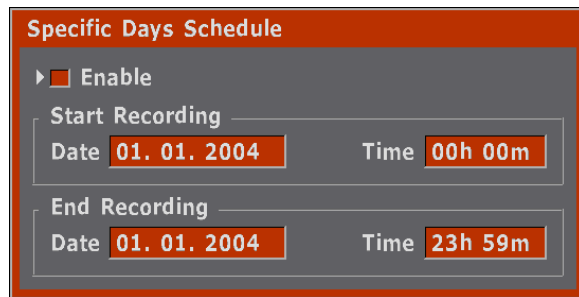 Specific Days Schedule
Enable
Start Recording
Date 01. 01. 2004 Time 00h 00m
End Recording
Date 01. 01. 2004 Time 23h 59m